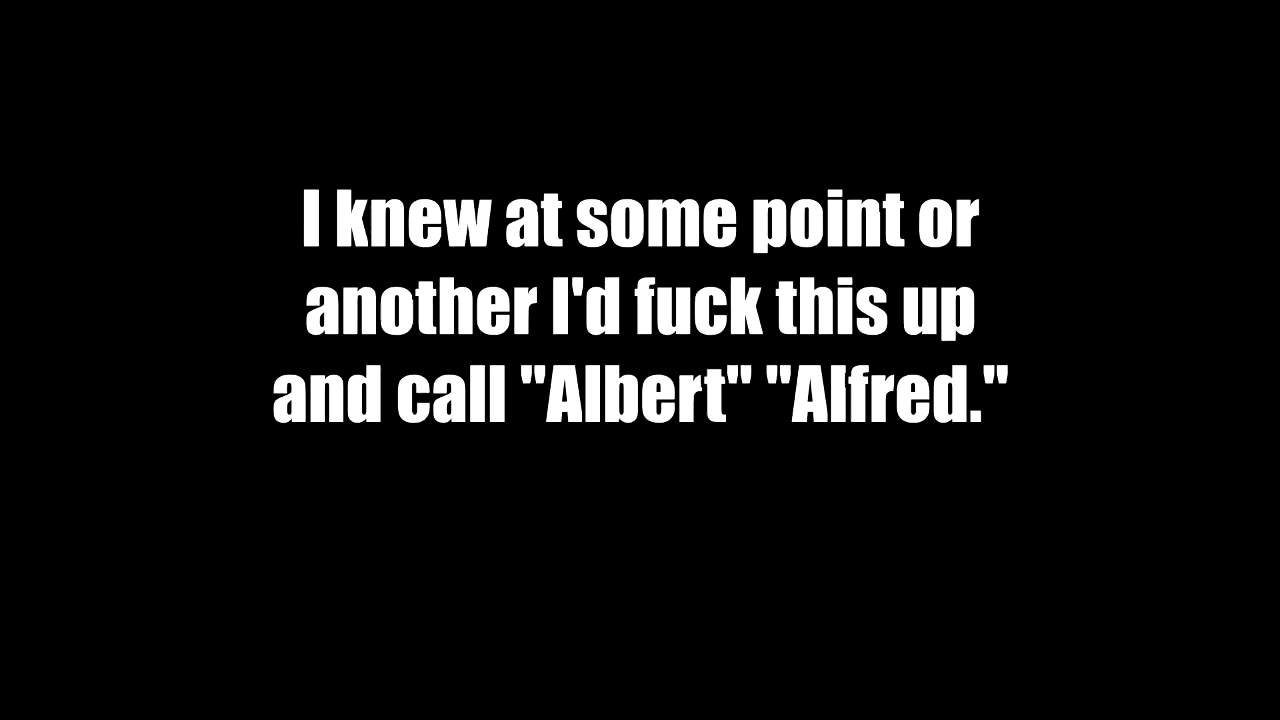 I knew at some point or
another I'd fuck this up
and call "Albert" "Alfred."